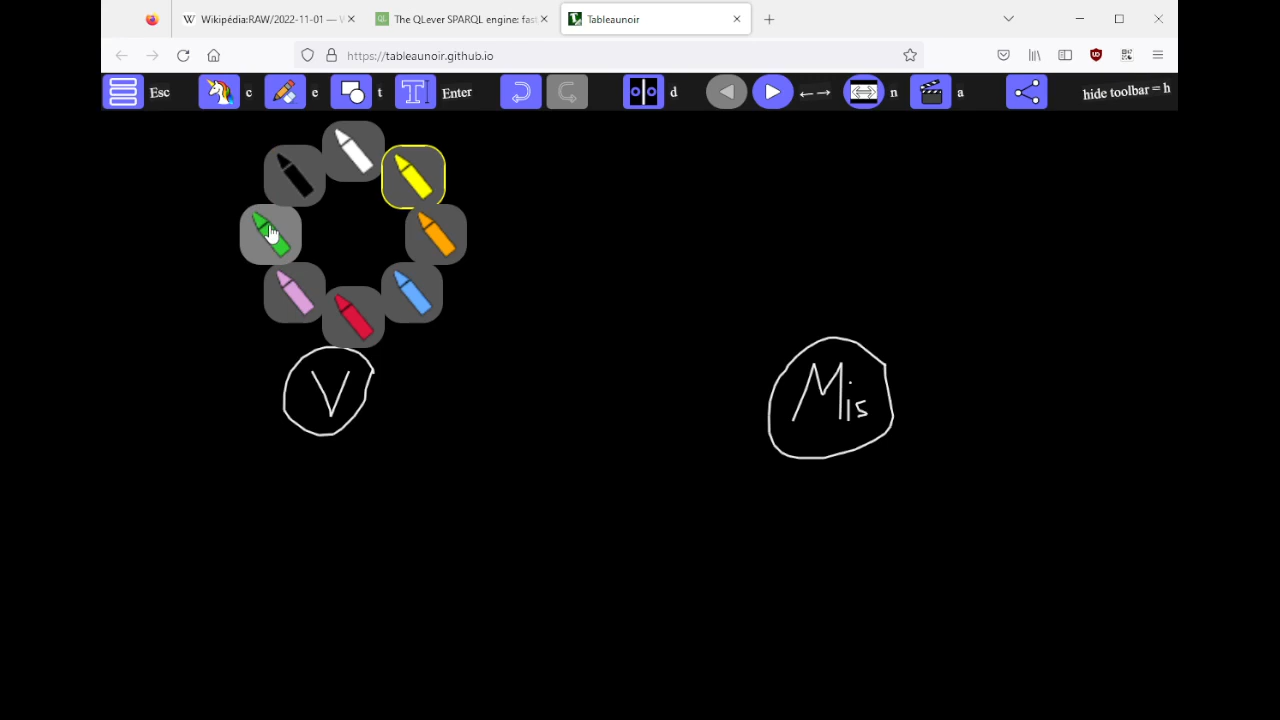 Wikipédia:RAW/2022-11-01 — W
QL The QLever SPARQL engine: fast
Tableaunoir
https://tableaunoir.github.io
Esc c e t T Enter d ←→ n a hide toolbar = h
V
Mis